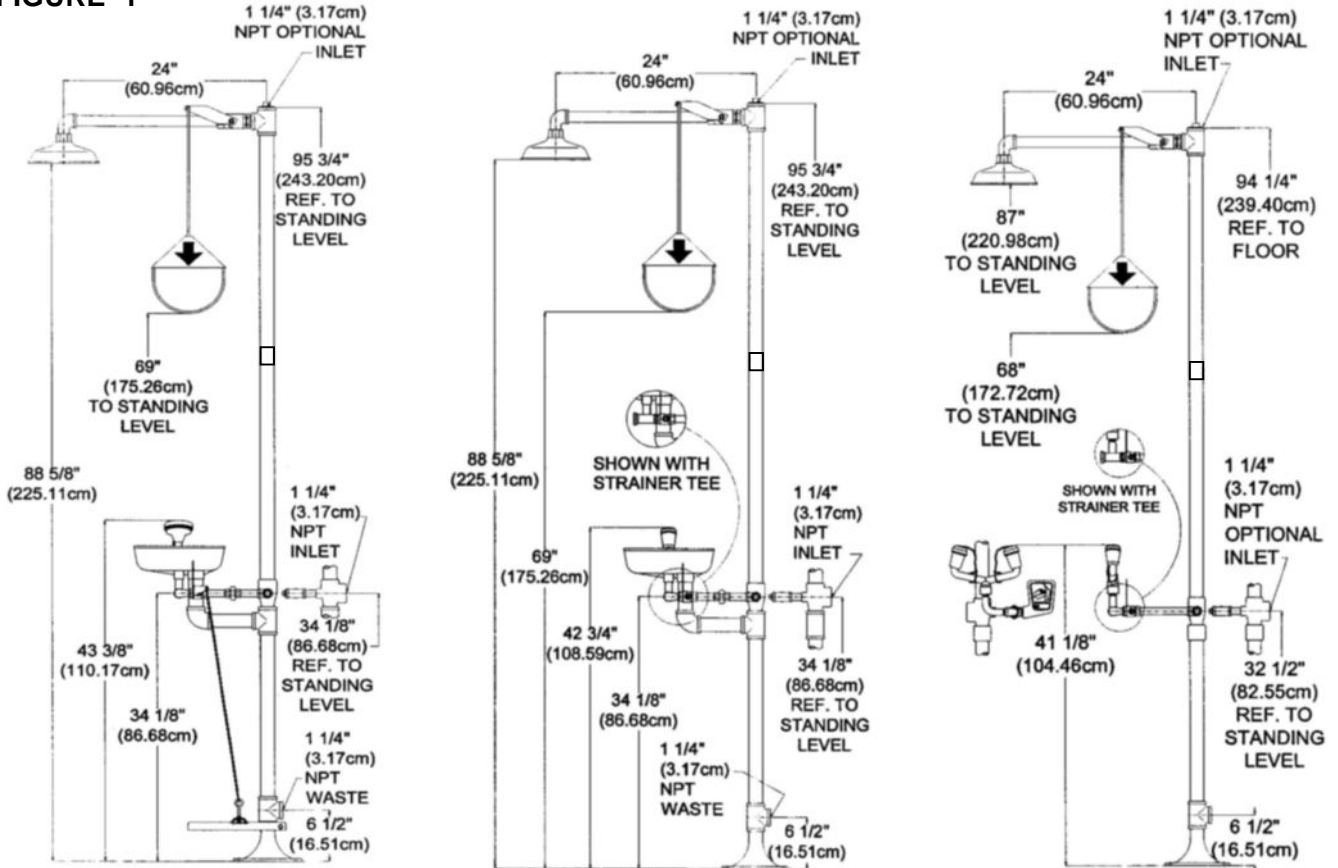 FIGURE 1
1 1/4" (3.17cm)
NPT OPTIONAL
INLET
24"
(60.96cm)
95 3/4"
(243.20cm)
REF. TO
STANDING
LEVEL
69"
(175.26cm)
TO STANDING
LEVEL
88 5/8"
(225.11cm)
1 1/4"
(3.17cm)
NPT
INLET
43 3/8"
(110.17cm)
34 1/8"
(86.68cm)
REF. TO
STANDING
LEVEL
34 1/8"
(86.68cm)
1 1/4"
(3.17cm)
NPT
WASTE
6 1/2"
(16.51cm)
1 1/4" (3.17cm)
NPT OPTIONAL
INLET
24"
(60.96cm)
95 3/4"
(243.20cm)
REF. TO
STANDING
LEVEL
88 5/8"
(225.11cm)
SHOWN WITH
STRAINER TEE
69"
(175.26cm)
1 1/4"
(3.17cm)
NPT
INLET
42 3/4"
(108.59cm)
34 1/8"
(86.68cm)
34 1/8"
(86.68cm)
REF. TO
STANDING
LEVEL
1 1/4"
(3.17cm)
NPT
WASTE
6 1/2"
(16.51cm)
1 1/4" (3.17cm)
NPT OPTIONAL
INLET
24"
(60.96cm)
94 1/4"
(239.40cm)
REF. TO
FLOOR
87"
(220.98cm)
TO STANDING
LEVEL
68"
(172.72cm)
TO STANDING
LEVEL
SHOWN WITH
STRAINER TEE
1 1/4"
(3.17cm)
NPT
OPTIONAL
INLET
41 1/8"
(104.46cm)
32 1/2"
(82.55cm)
REF. TO
STANDING
LEVEL
6 1/2"
(16.51cm)